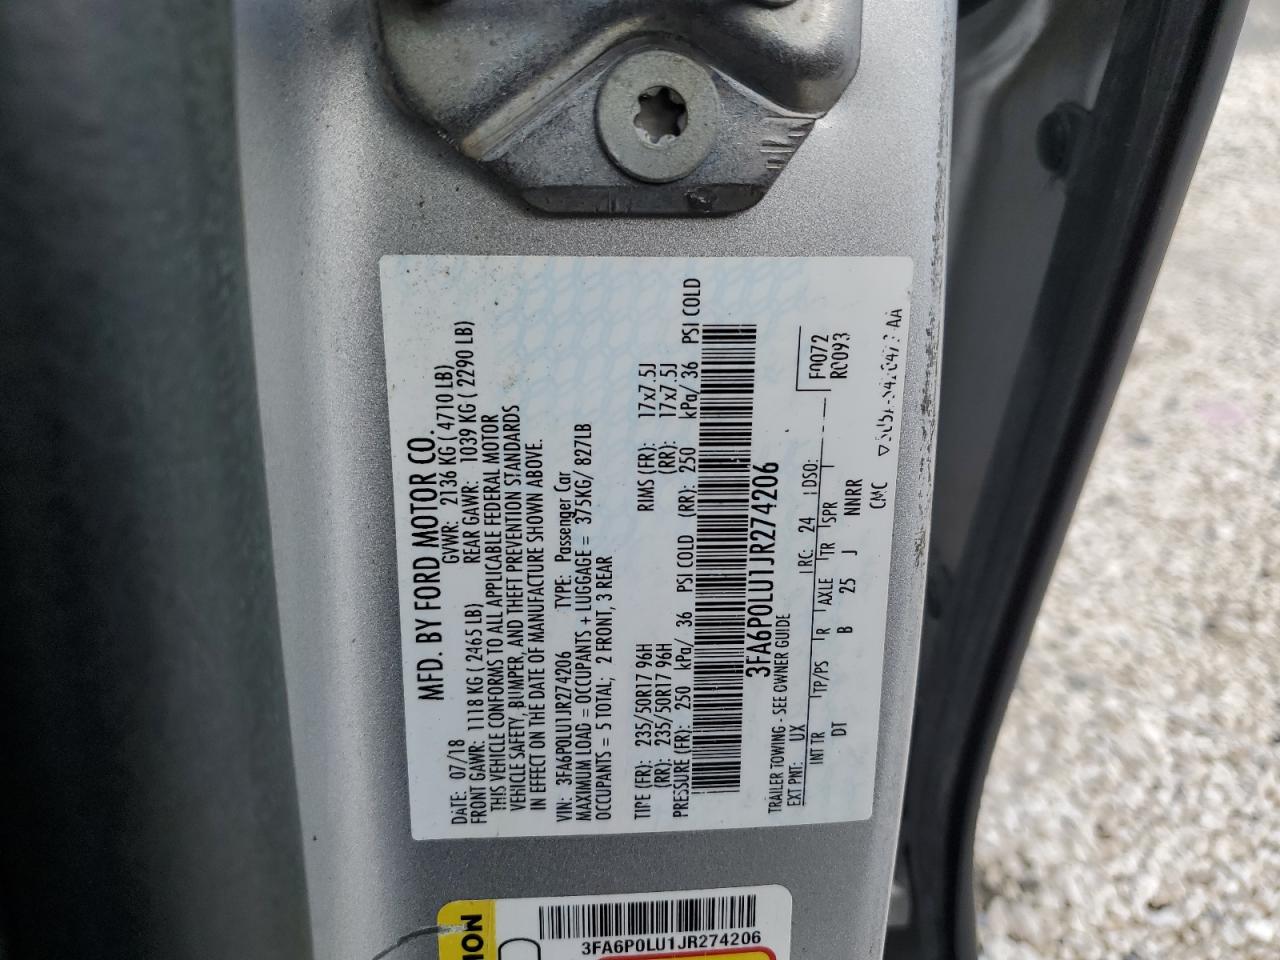 MFD. BY FORD MOTOR CO.
DATE: 07/18 GVWR: 2136 KG ( 4710 LB)
FRONT GAWR: 1118 KG ( 2465 LB) REAR GAWR: 1039 KG ( 2290 LB)
THIS VEHICLE CONFORMS TO ALL APPLICABLE FEDERAL MOTOR
VEHICLE SAFETY, BUMPER, AND THEFT PREVENTION STANDARDS
IN EFFECT ON THE DATE OF MANUFACTURE SHOWN ABOVE.
VIN: 3FA6P0LU1JR274206 TYPE: Passenger Car
MAXIMUM LOAD = OCCUPANTS + LUGGAGE = 375KG/ 827LB
OCCUPANTS = 5 TOTAL; 2 FRONT, 3 REAR
TIRE (FR): 235/50R17 96H RIMS (FR): 17x7.5J
(RR): 235/50R17 96H (RR): 17x7.5J
PRESSURE (FR): 250 kPa/ 36 PSI COLD (RR): 250 kPa/ 36 PSI COLD
3FA6P0LU1JR274206
TRAILER TOWING - SEE OWNER GUIDE
EXT PNT: UX RC: 24 DSO:
F0072
R0093
INT TR TP/PS R AXLE TR SPR
DT B 25 J NNRR
CMC
3FA6P0LU1JR274206